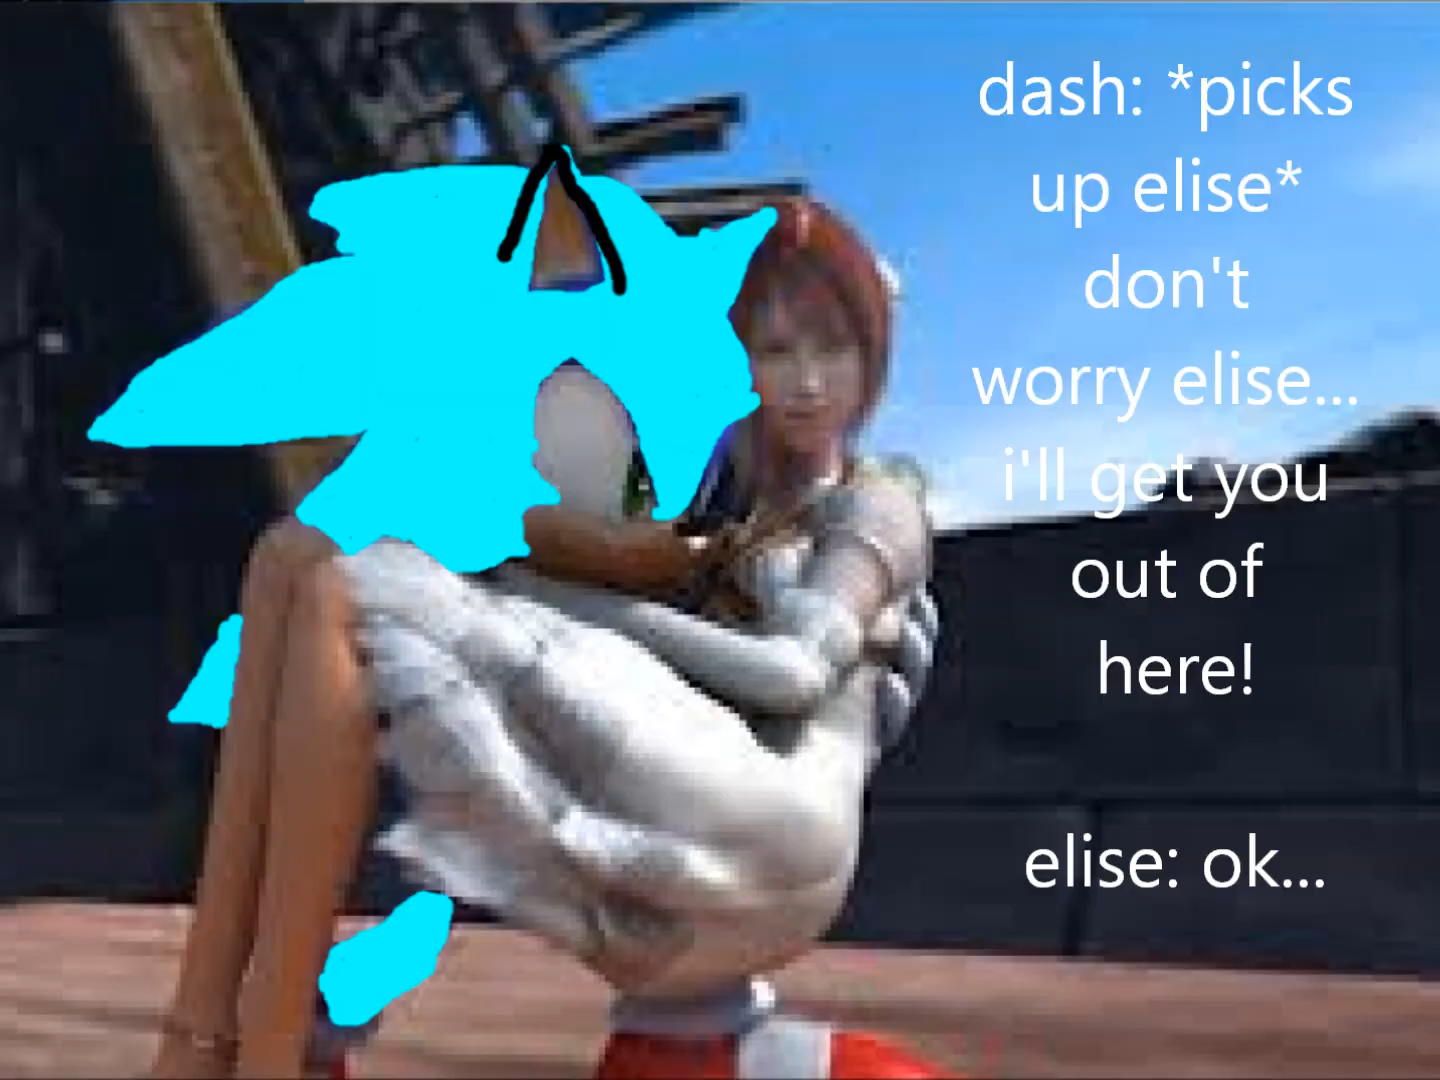 dash: *picks
up elise*
don't
worry elise...
i'll get you
out of
here!
elise: ok...